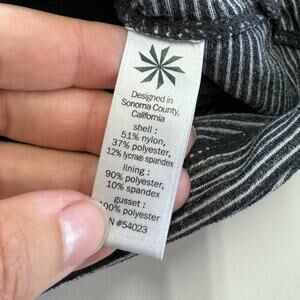 Designed in
Sonoma County,
California
shell :
51% nylon,
37% polyester,
12% lycra® spandex
lining :
90% polyester,
10% spandex
gusset :
100% polyester
N #54023